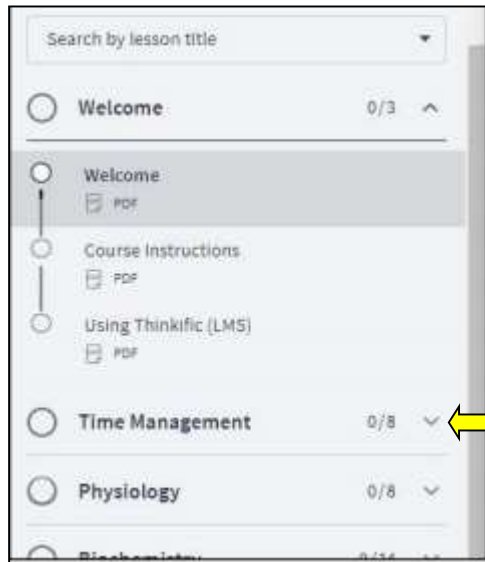 Search by lesson title
Welcome 0/3
Welcome
PDF
Course Instructions
PDF
Using Thinkific (LMS)
PDF
Time Management 0/8
Physiology 0/8
Biochemistry